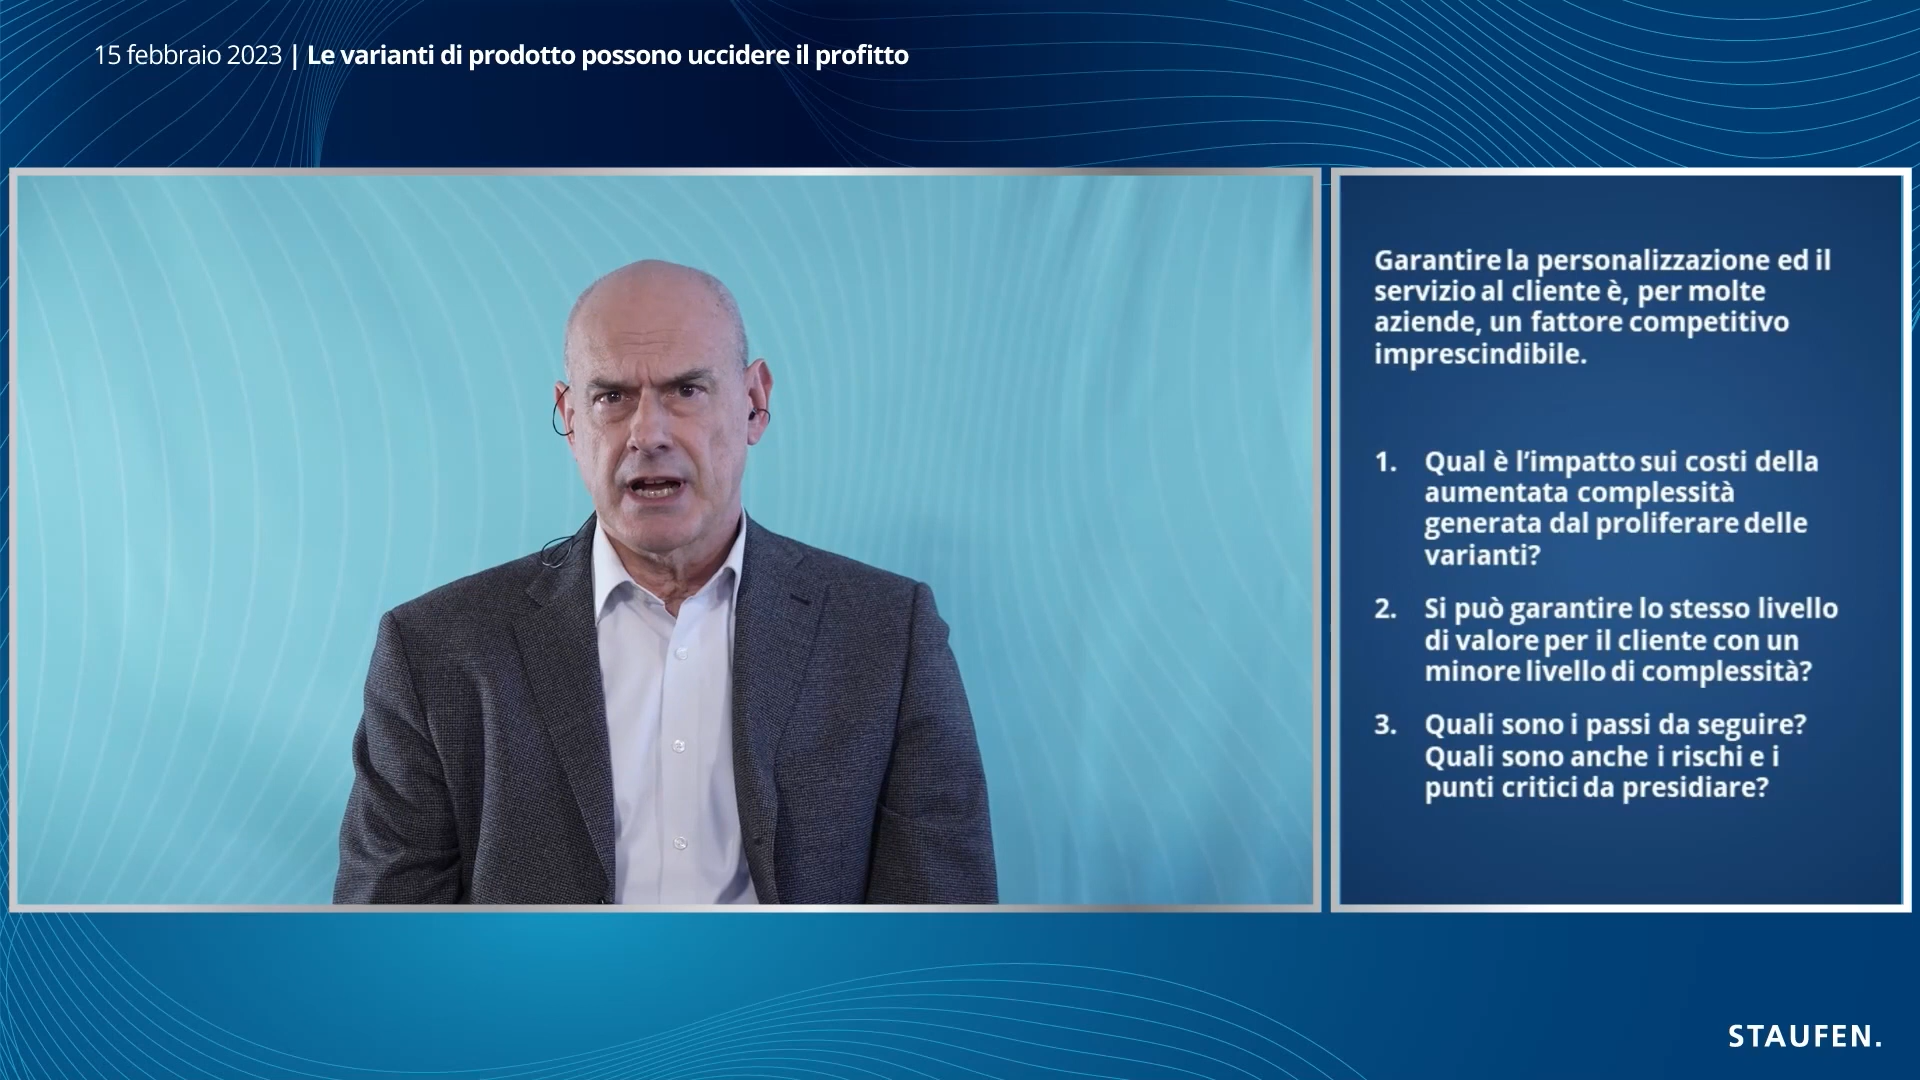 15 febbraio 2023 | Le varianti di prodotto possono uccidere il profitto
Garantire la personalizzazione ed il
servizio al cliente è, per molte
aziende, un fattore competitivo
imprescindibile.
1. Qual è l’impatto sui costi della
aumentata complessità
generata dal proliferare delle
varianti?
2. Si può garantire lo stesso livello
di valore per il cliente con un
minore livello di complessità?
3. Quali sono i passi da seguire?
Quali sono anche i rischi e i
punti critici da presidiare?
STAUFEN.